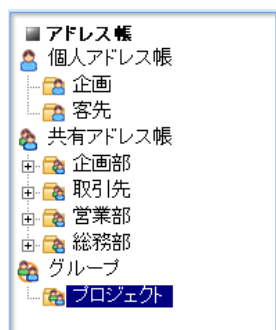 アドレス帳
個人アドレス帳
企画
客先
共有アドレス帳
企画部
取引先
営業部
総務部
グループ
プロジェクト